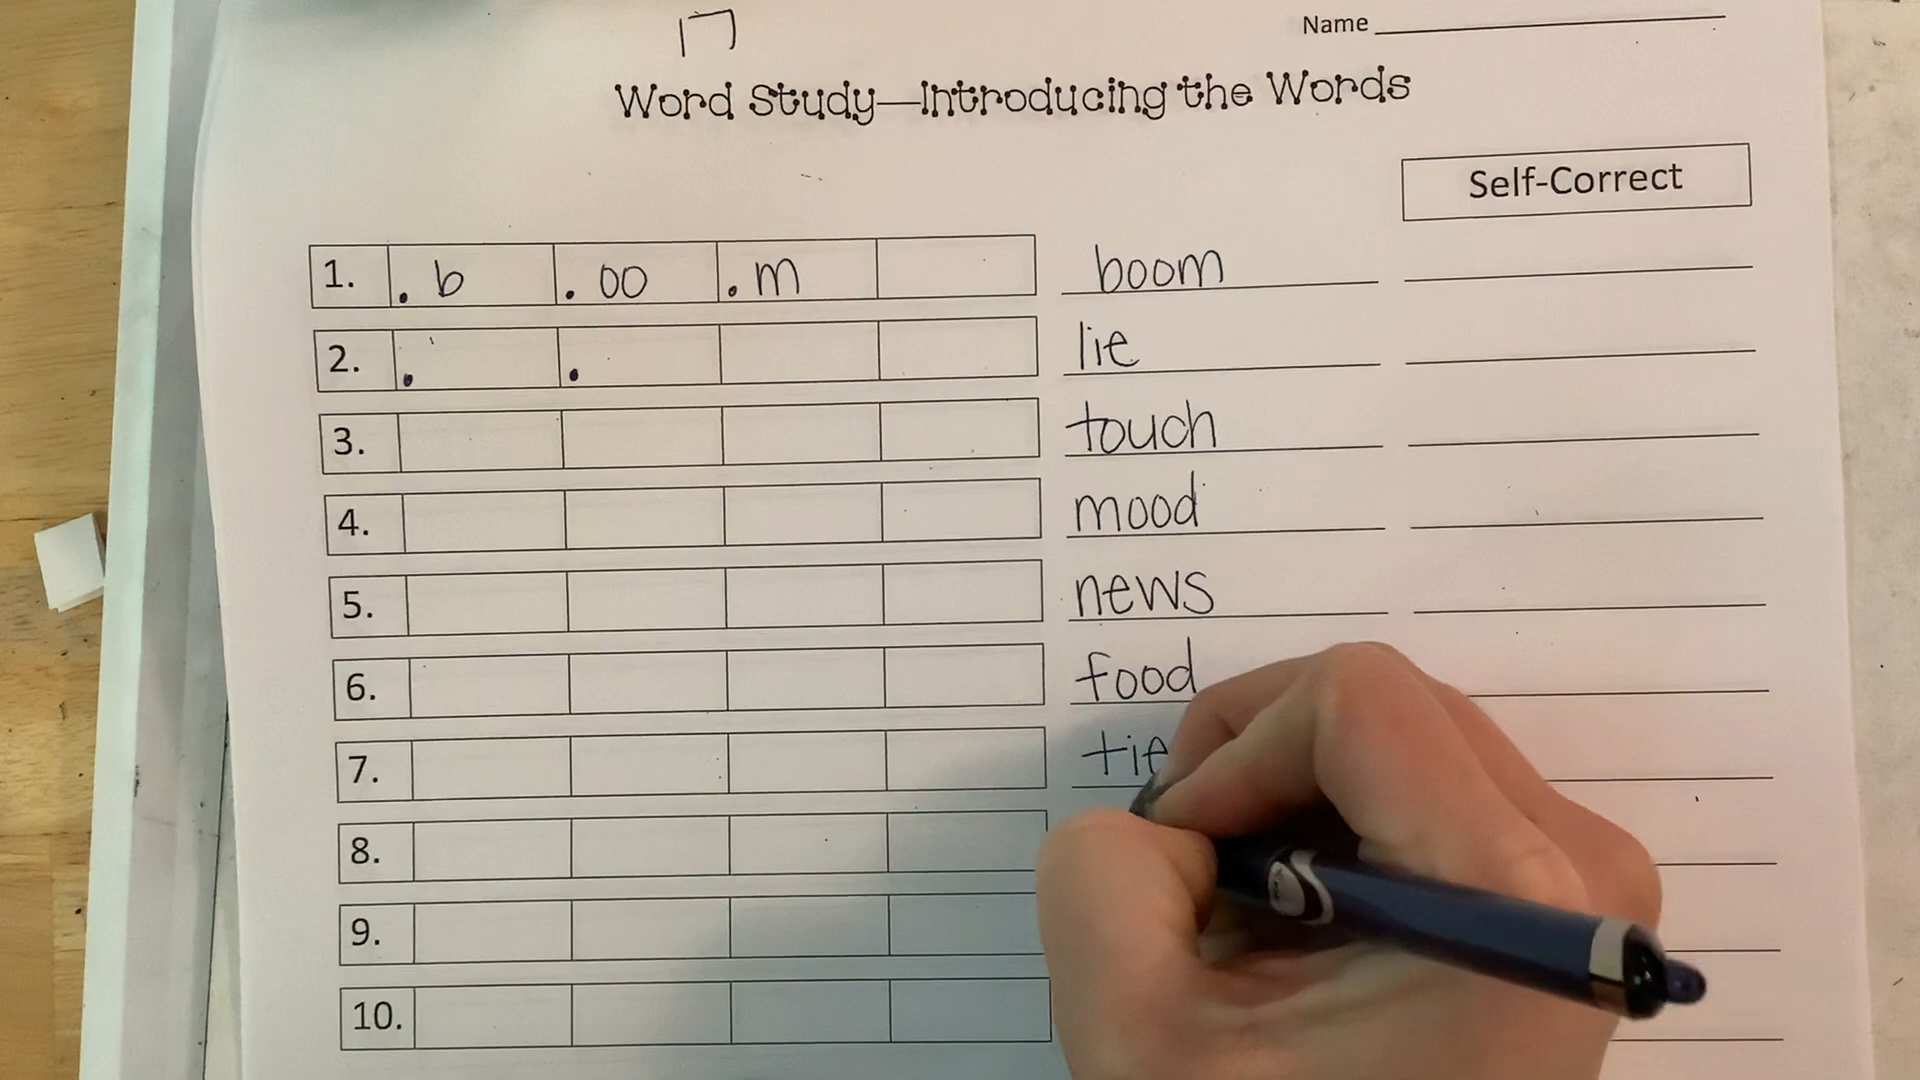 17
Name
Word Study—Introducing the Words
Self-Correct
1. . b . oo . m boom
2. . . lie
3. touch
4. mood
5. news
6. food
7. tie
8.
9.
10.